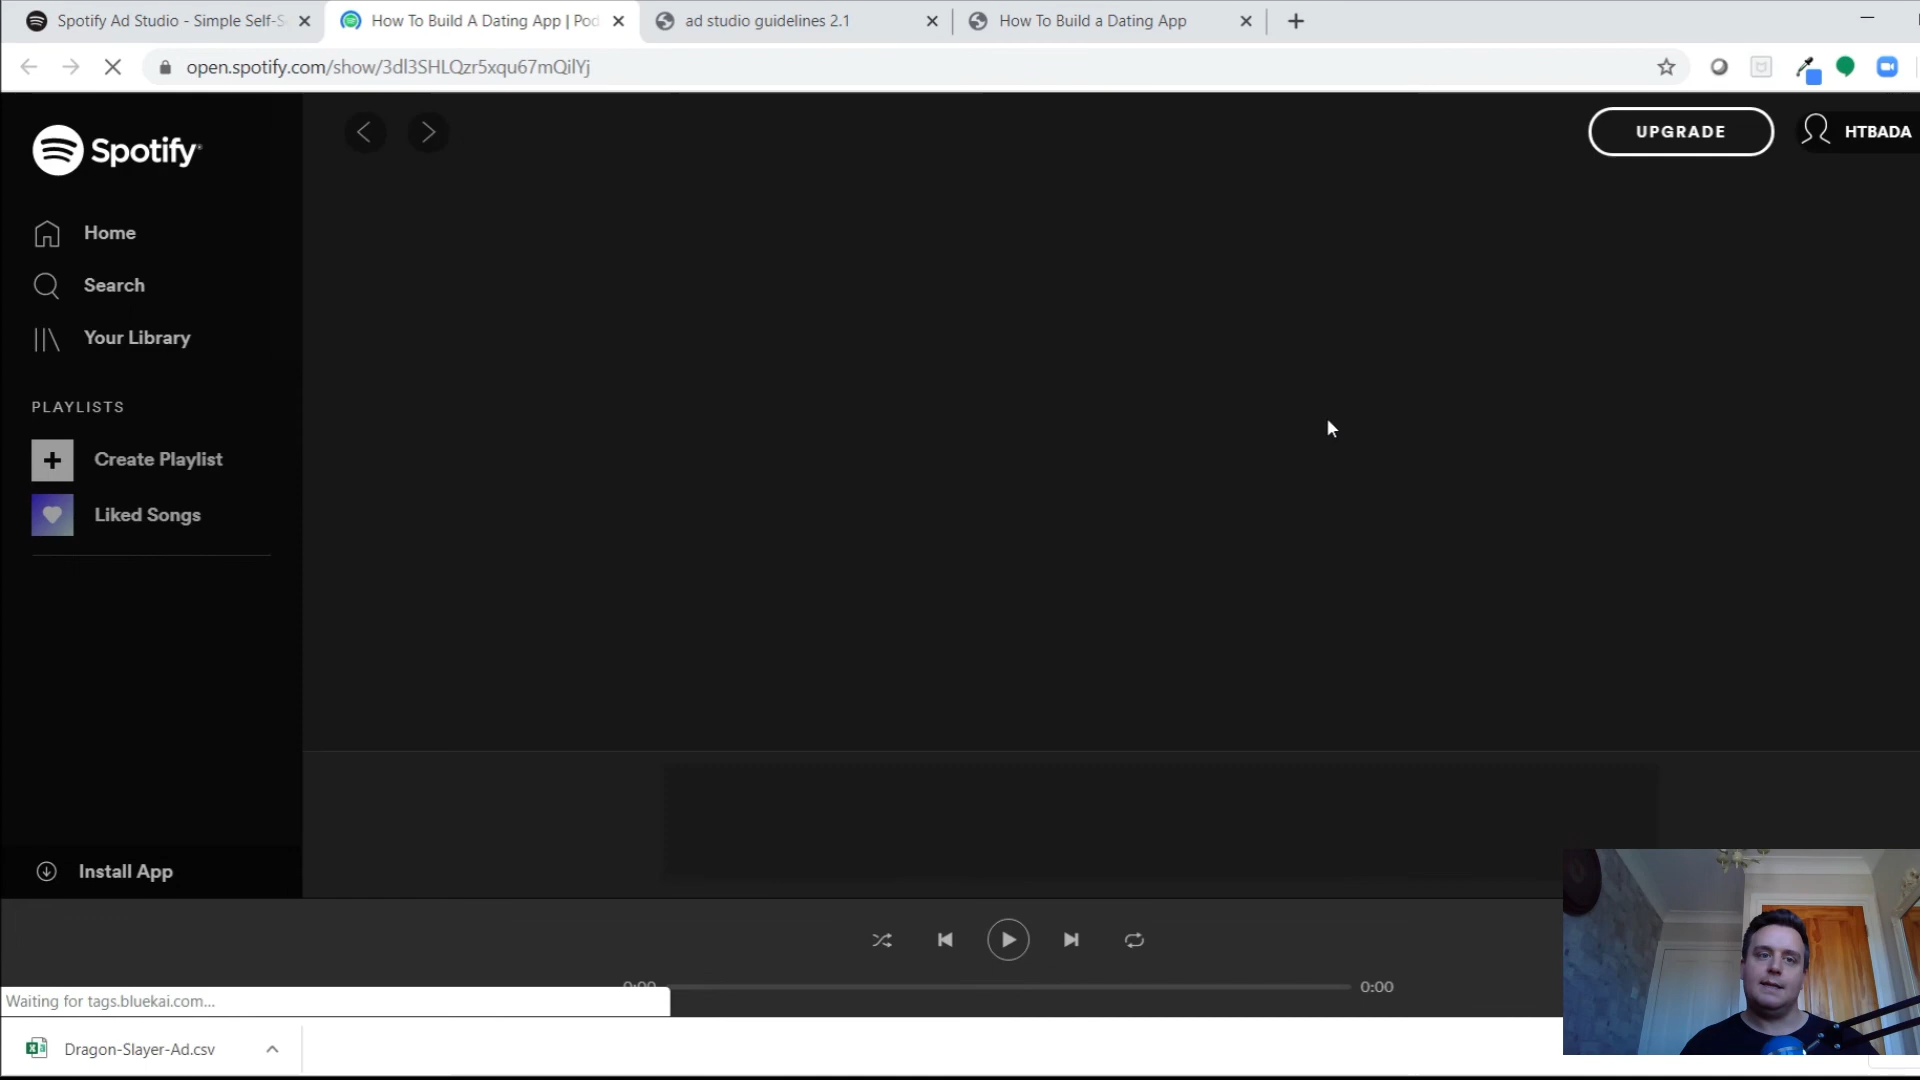 Spotify Ad Studio - Simple Self-S
How To Build A Dating App | Pod
ad studio guidelines 2.1
How To Build a Dating App
open.spotify.com/show/3dl3SHLQzr5xqu67mQilYj
Spotify
UPGRADE
HTBADA
Home
Search
Your Library
PLAYLISTS
Create Playlist
Liked Songs
Install App
0:00
0:00
Waiting for tags.bluekai.com...
Dragon-Slayer-Ad.csv